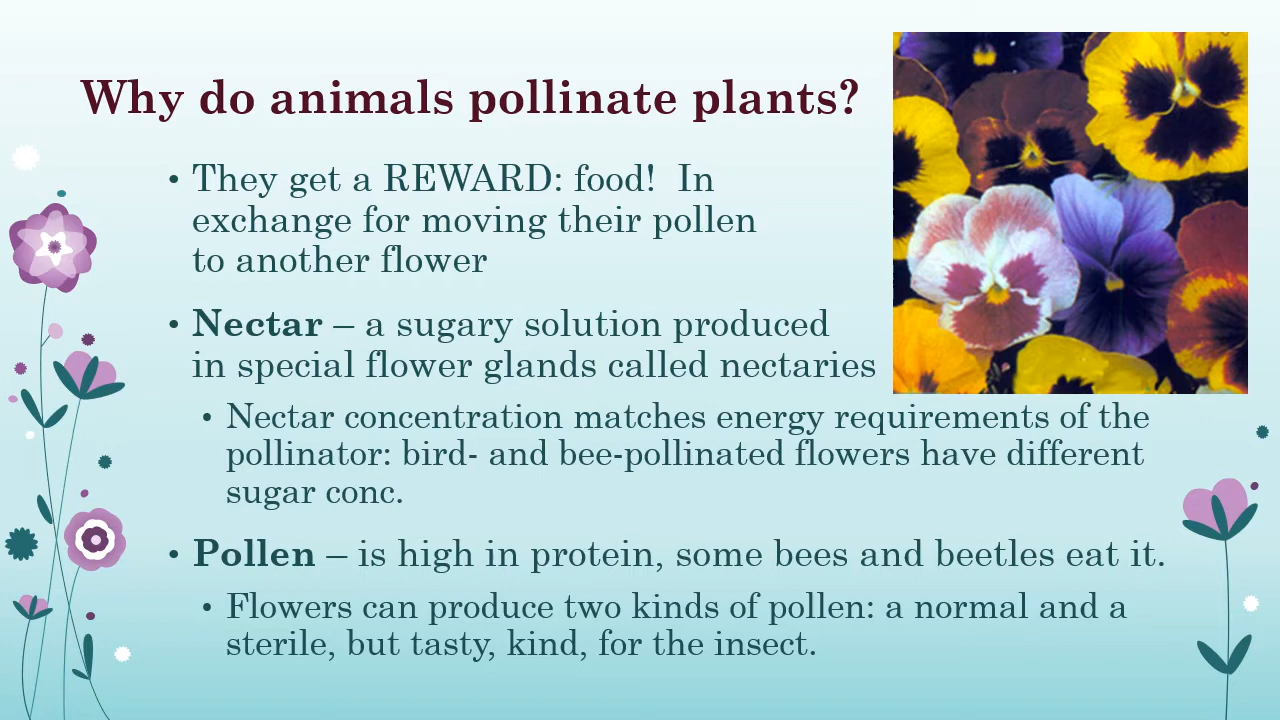 Why do animals pollinate plants?
• They get a REWARD: food!  In
exchange for moving their pollen
to another flower
• Nectar – a sugary solution produced
in special flower glands called nectaries
• Nectar concentration matches energy requirements of the
pollinator: bird- and bee-pollinated flowers have different
sugar conc.
• Pollen – is high in protein, some bees and beetles eat it.
• Flowers can produce two kinds of pollen: a normal and a
sterile, but tasty, kind, for the insect.